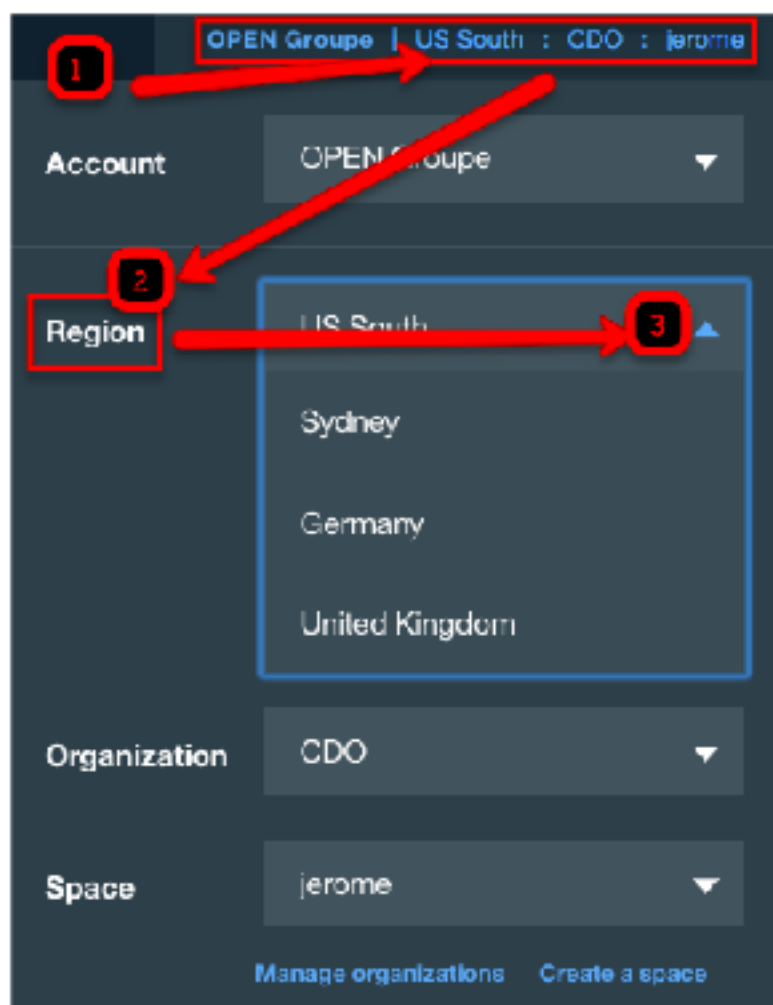 OPEN Groupe | US South : CDO : jerome
1
Account
OPEN Groupe
2
Region
US South
3
Sydney
Germany
United Kingdom
Organization
CDO
Space
jerome
Manage organizations
Create a space